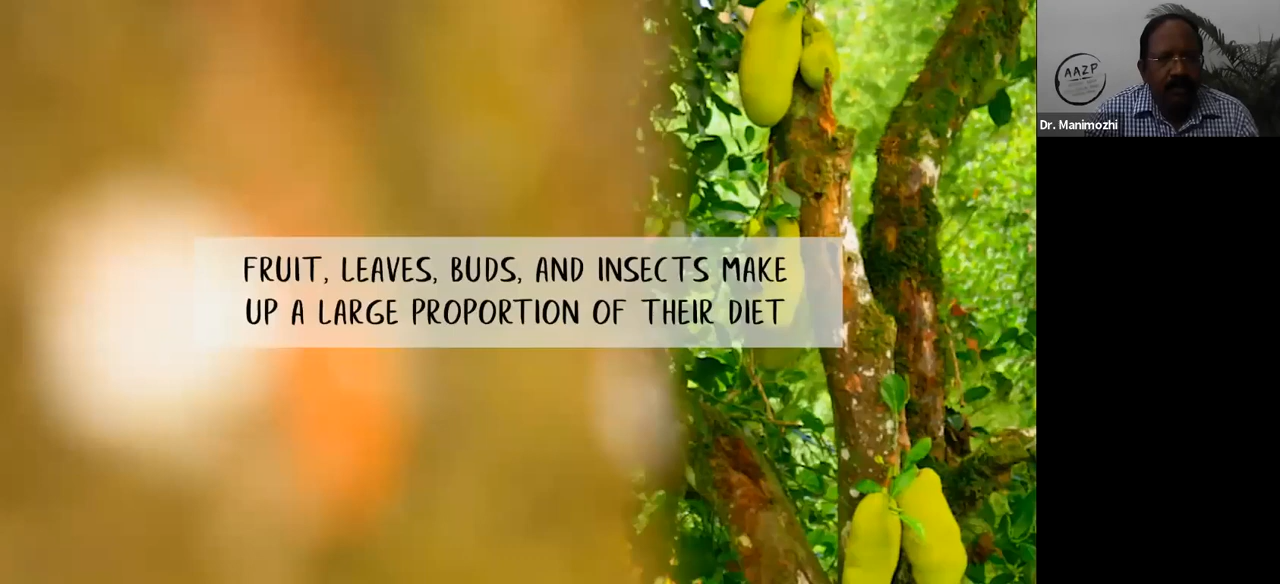 FRUIT, LEAVES, BUDS, AND INSECTS MAKE
UP A LARGE PROPORTION OF THEIR DIET
AAZP
Dr. Manimozhi